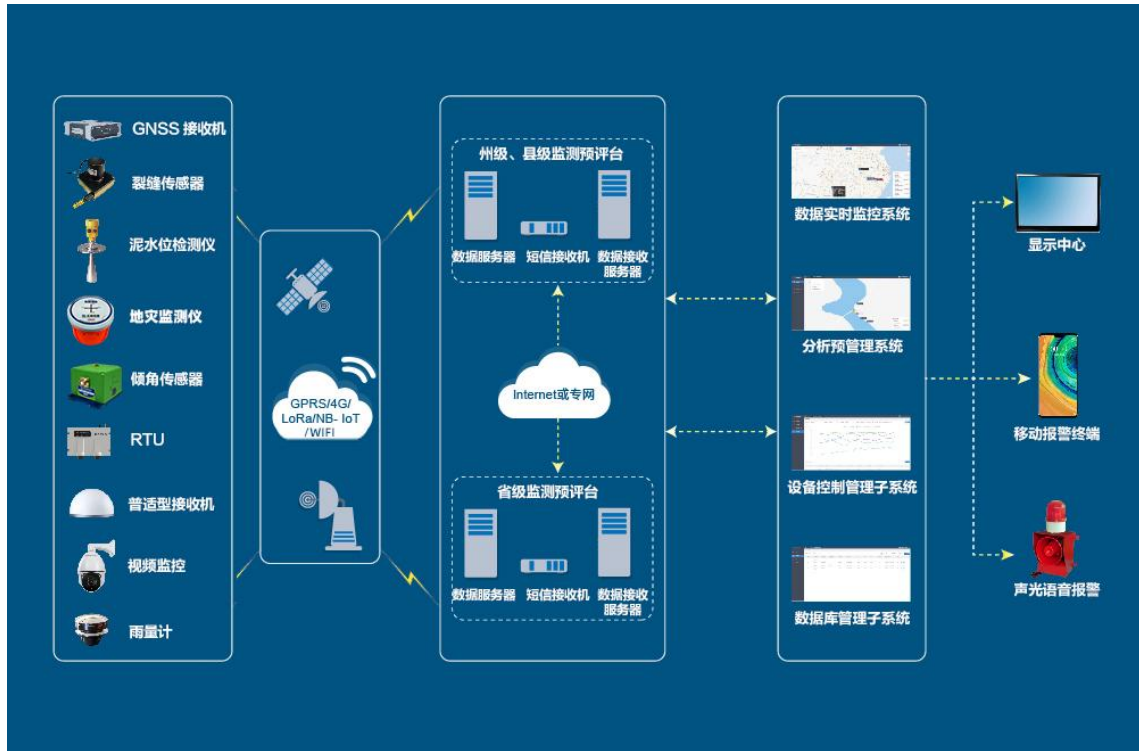 GNSS 接收机
裂缝传感器
泥水位检测仪
地灾监测仪
倾角传感器
RTU
普适型接收机
视频监控
雨量计
GPRS/4G/
LoRa/NB- IoT
/WIFI
州级、县级监测预评台
数据服务器
短信接收机
数据接收
服务器
Internet或专网
省级监测预评台
数据服务器
短信接收机
数据接收
服务器
数据实时监控系统
分析预管理系统
设备控制管理子系统
数据库管理子系统
显示中心
移动报警终端
声光语音报警